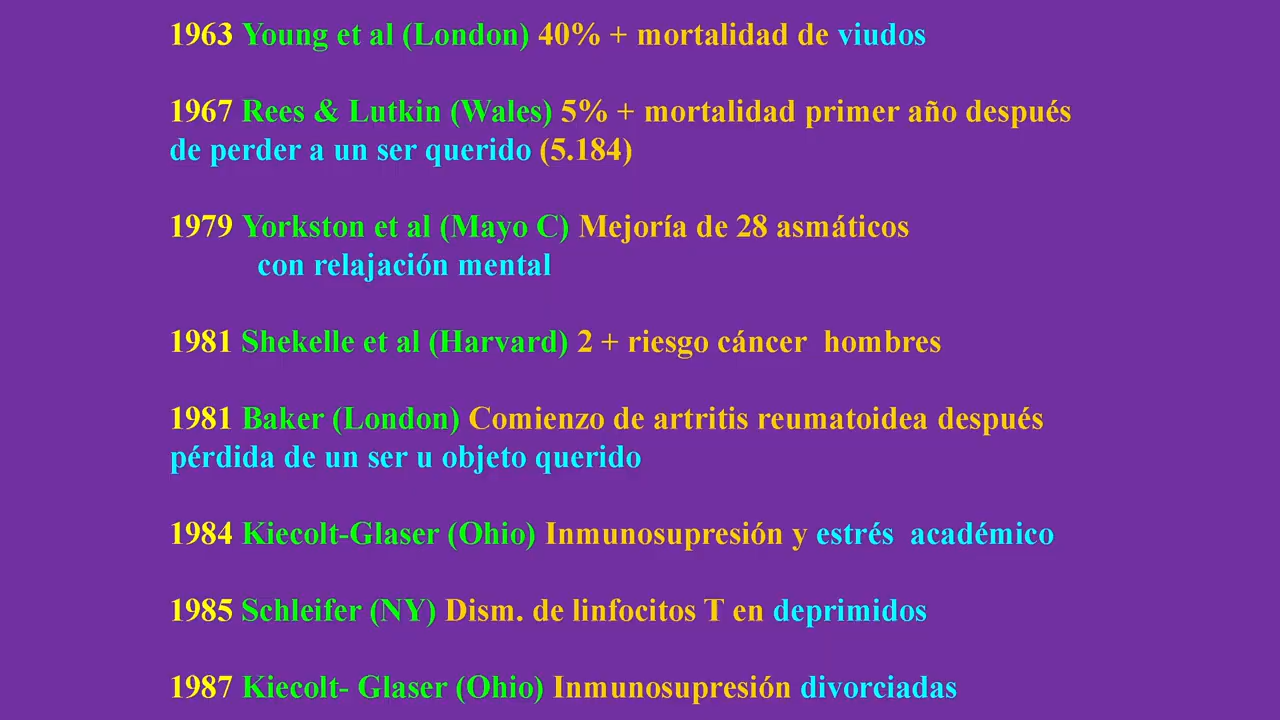 1963 Young et al (London) 40% + mortalidad de viudos
1967 Rees & Lutkin (Wales) 5% + mortalidad primer año después
de perder a un ser querido (5.184)
1979 Yorkston et al (Mayo C) Mejoría de 28 asmáticos
con relajación mental
1981 Shekelle et al (Harvard) 2 + riesgo cáncer hombres
1981 Baker (London) Comienzo de artritis reumatoidea después
pérdida de un ser u objeto querido
1984 Kiecolt-Glaser (Ohio) Inmunosupresión y estrés académico
1985 Schleifer (NY) Dism. de linfocitos T en deprimidos
1987 Kiecolt- Glaser (Ohio) Inmunosupresión divorciadas